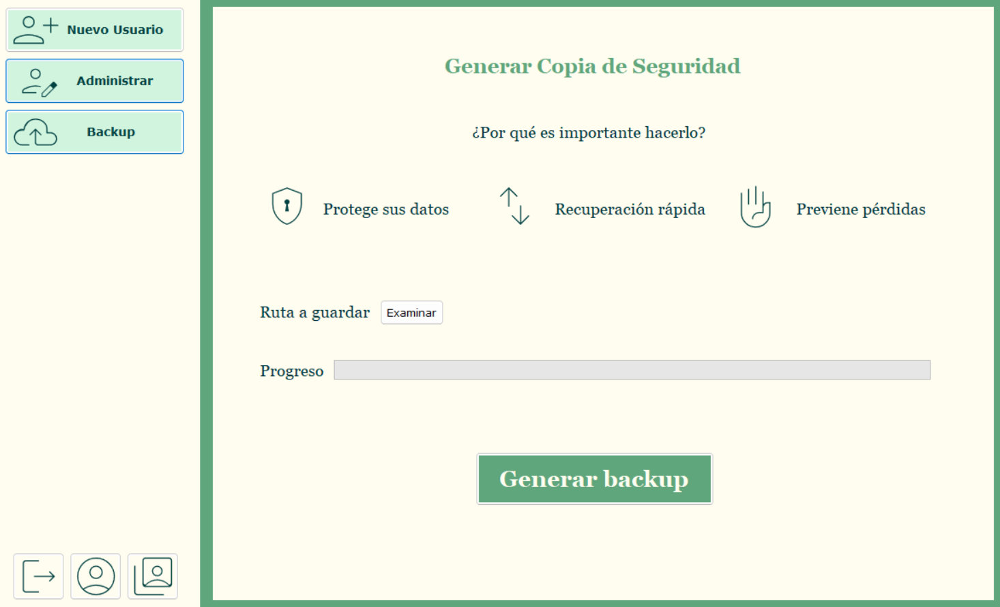 Nuevo Usuario
Administrar
Backup
Generar Copia de Seguridad
¿Por qué es importante hacerlo?
Protege sus datos
Recuperación rápida
Previene pérdidas
Ruta a guardar
Examinar
Progreso
Generar backup